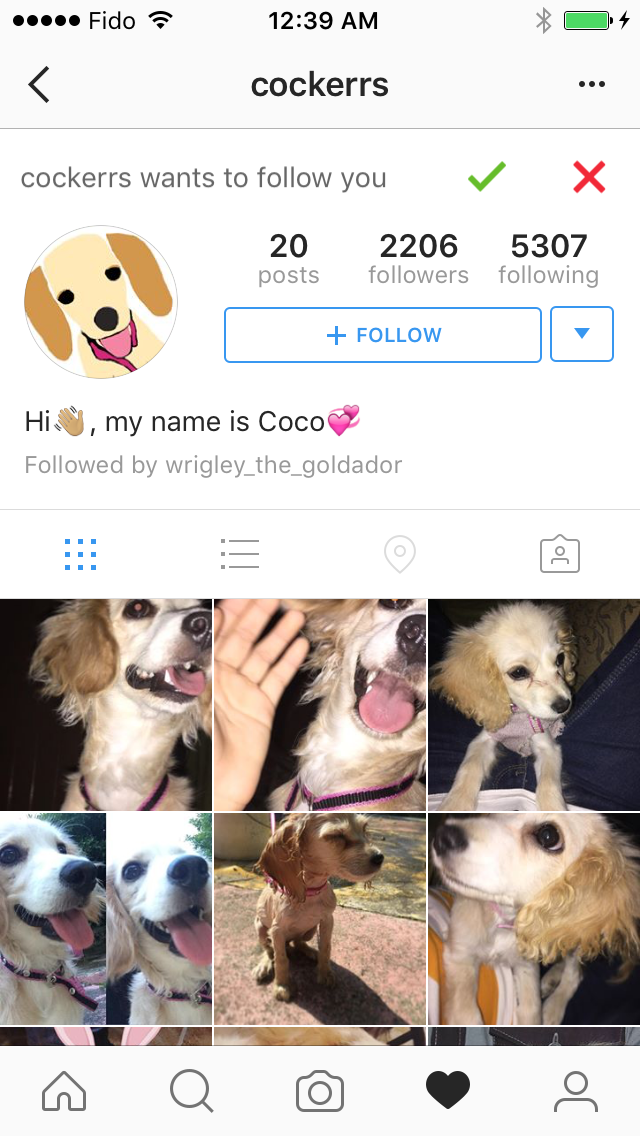 Fido 12:39 AM
cockerrs
cockerrs wants to follow you
20 2206 5307
posts followers following
+ FOLLOW
Hi👋🏽, my name is Coco💞
Followed by wrigley_the_goldador